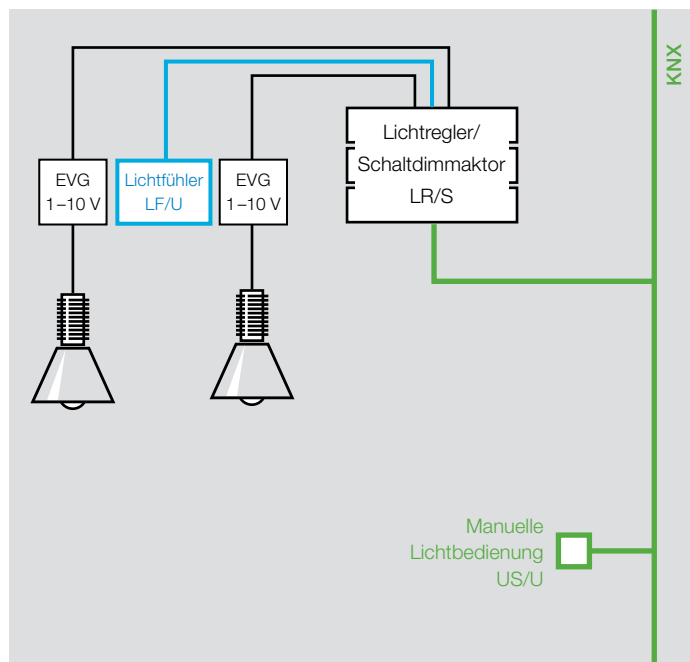 KNX
Lichtregler/
Schaltdimmaktor
LR/S
EVG
1–10 V
Lichtfühler
LF/U
EVG
1–10 V
Manuelle
Lichtbedienung
US/U